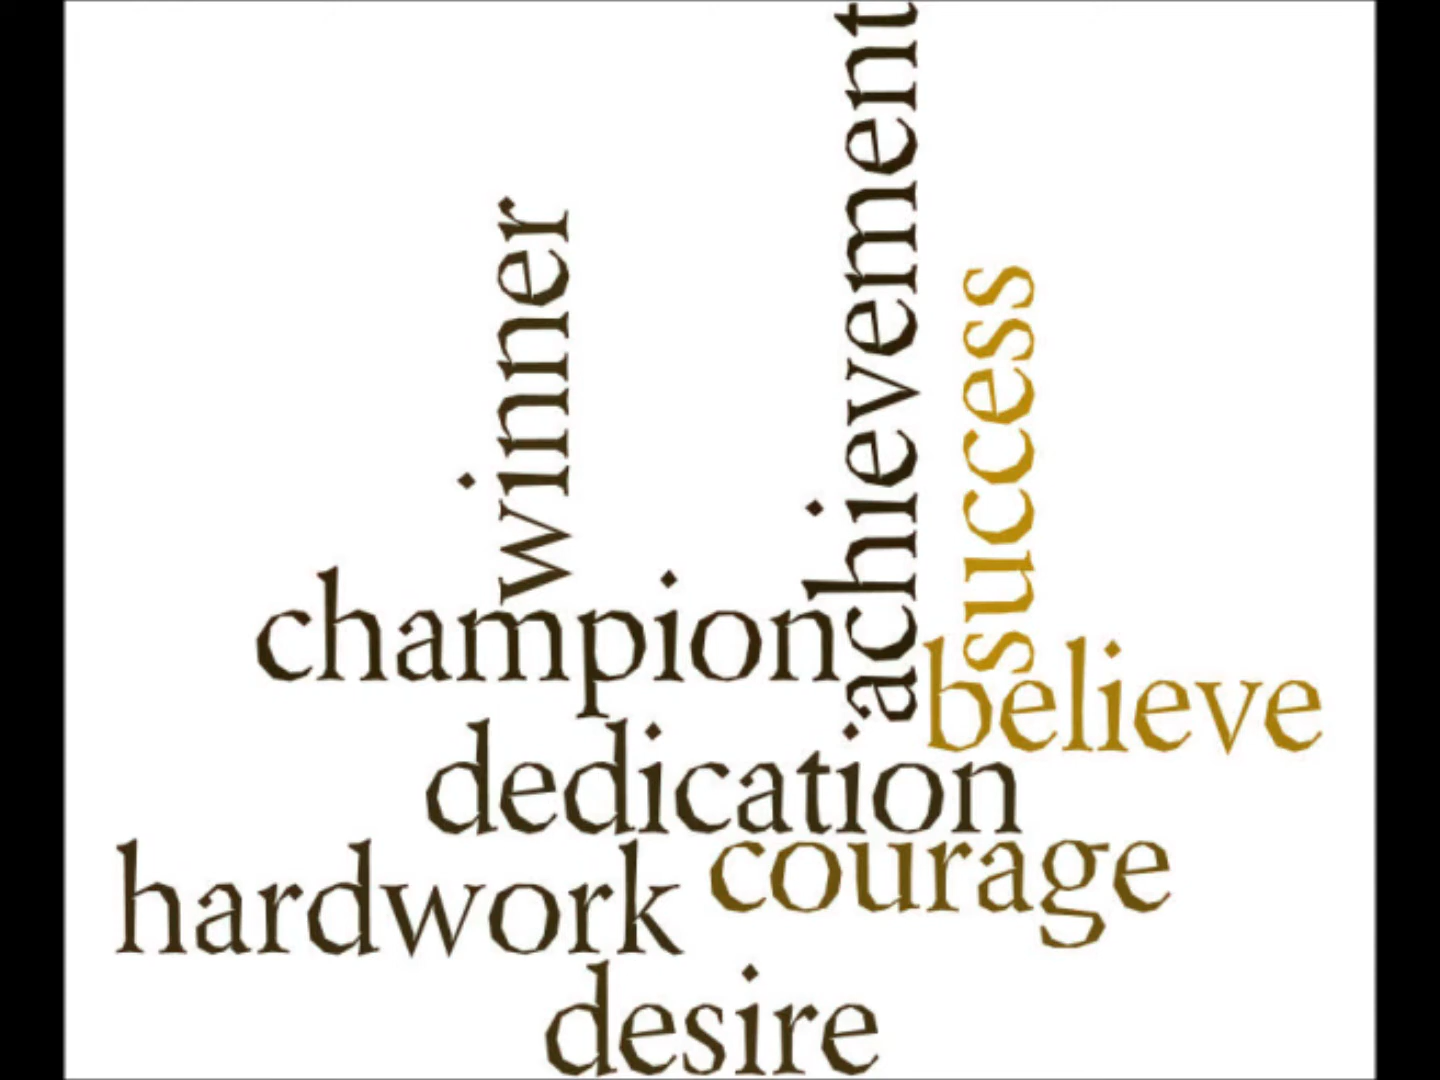 winner
achievement
success
champion
believe
dedication
hardwork
courage
desire